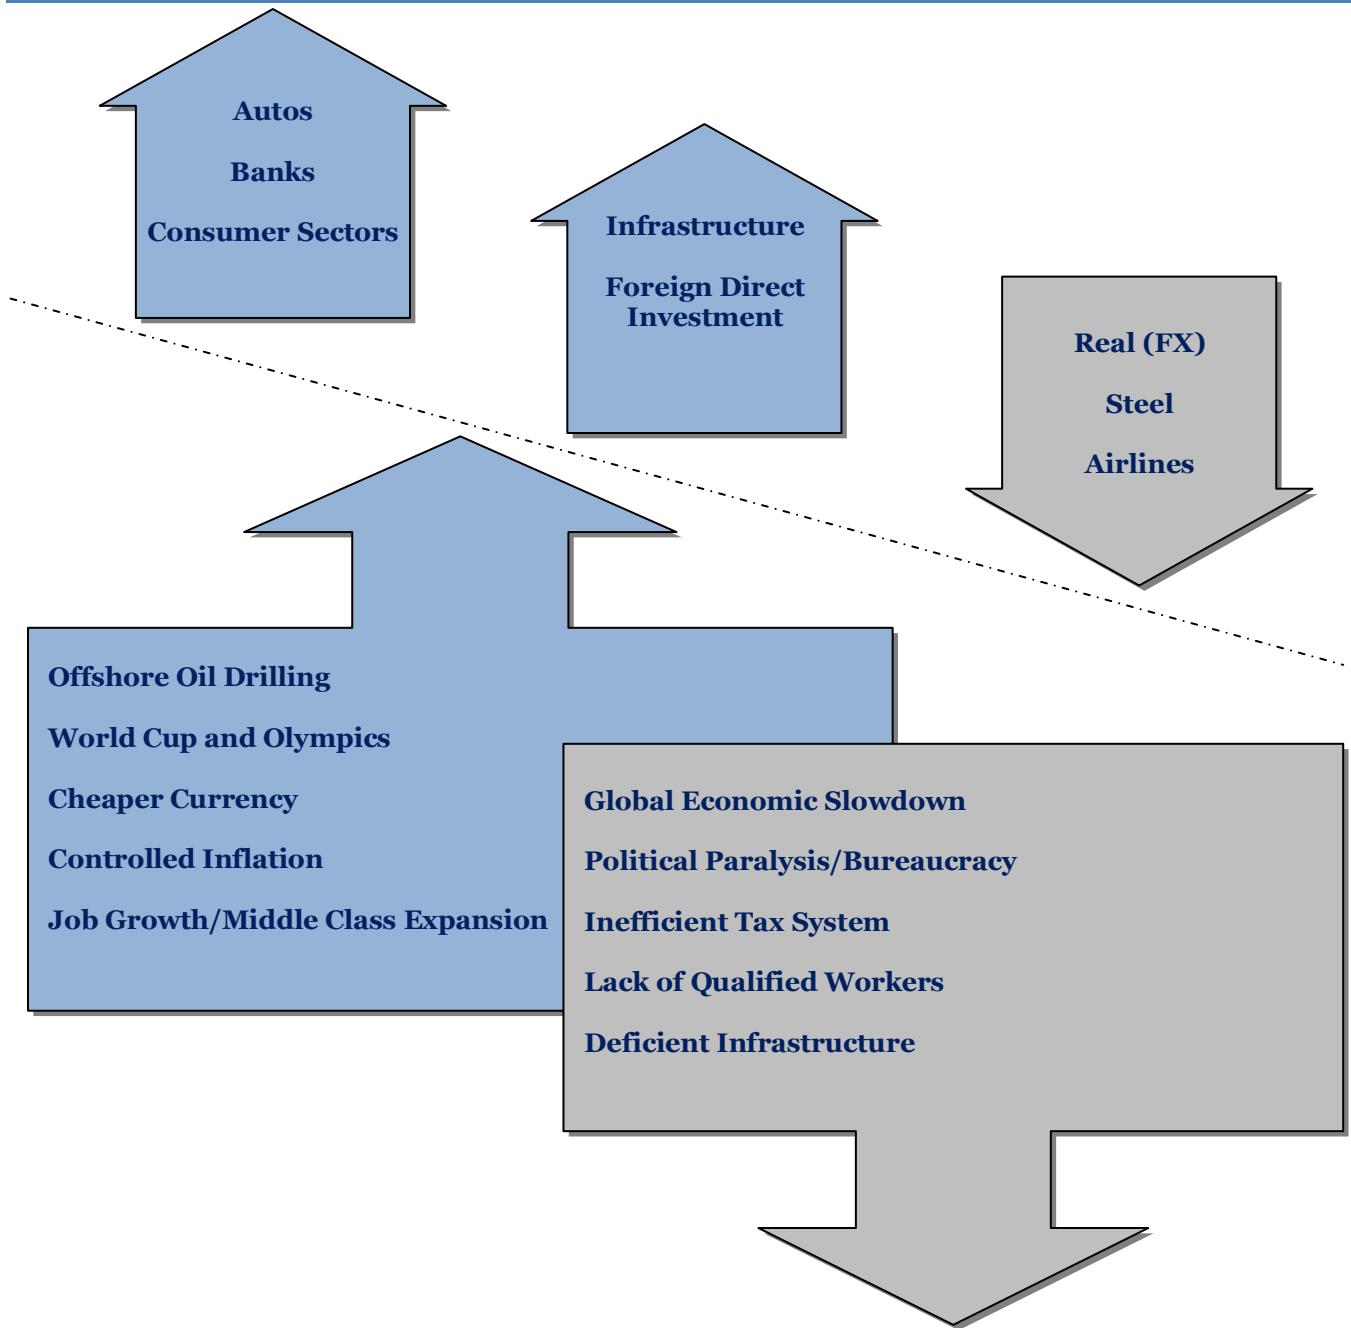 Autos
Banks
Consumer Sectors
Infrastructure
Foreign Direct
Investment
Real (FX)
Steel
Airlines
Offshore Oil Drilling
World Cup and Olympics
Cheaper Currency
Controlled Inflation
Job Growth/Middle Class Expansion
Global Economic Slowdown
Political Paralysis/Bureaucracy
Inefficient Tax System
Lack of Qualified Workers
Deficient Infrastructure